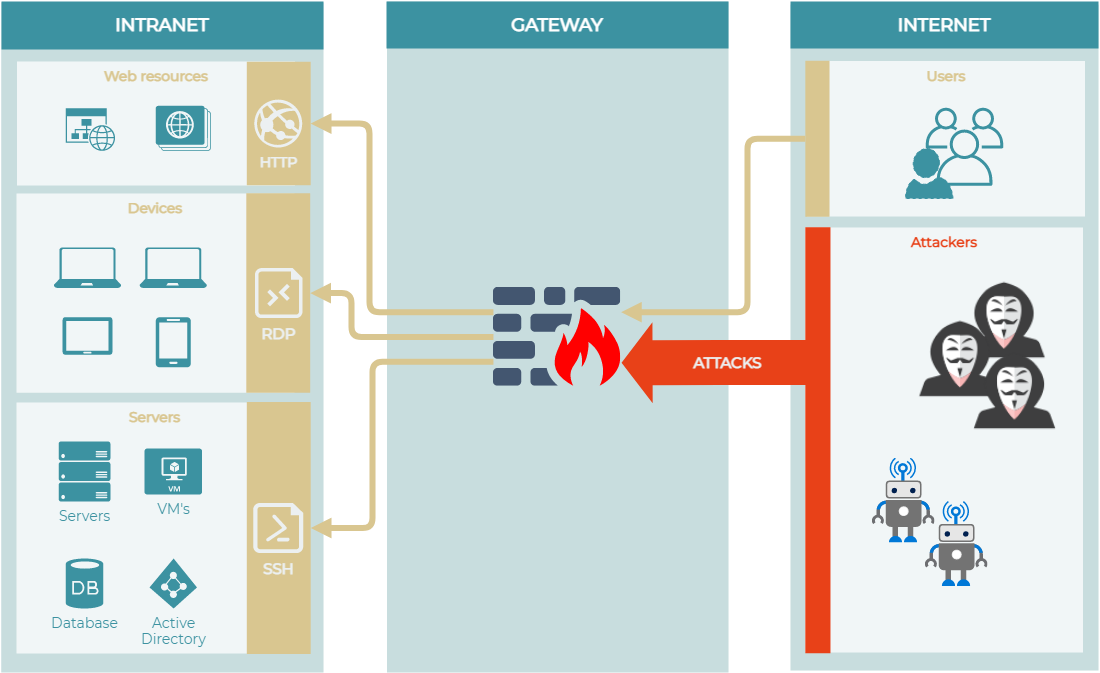 INTRANET
GATEWAY
INTERNET
Web resources
HTTP
Devices
RDP
Servers
Servers
VM
VM's
SSH
DB
Database
Active
Directory
Users
Attackers
ATTACKS